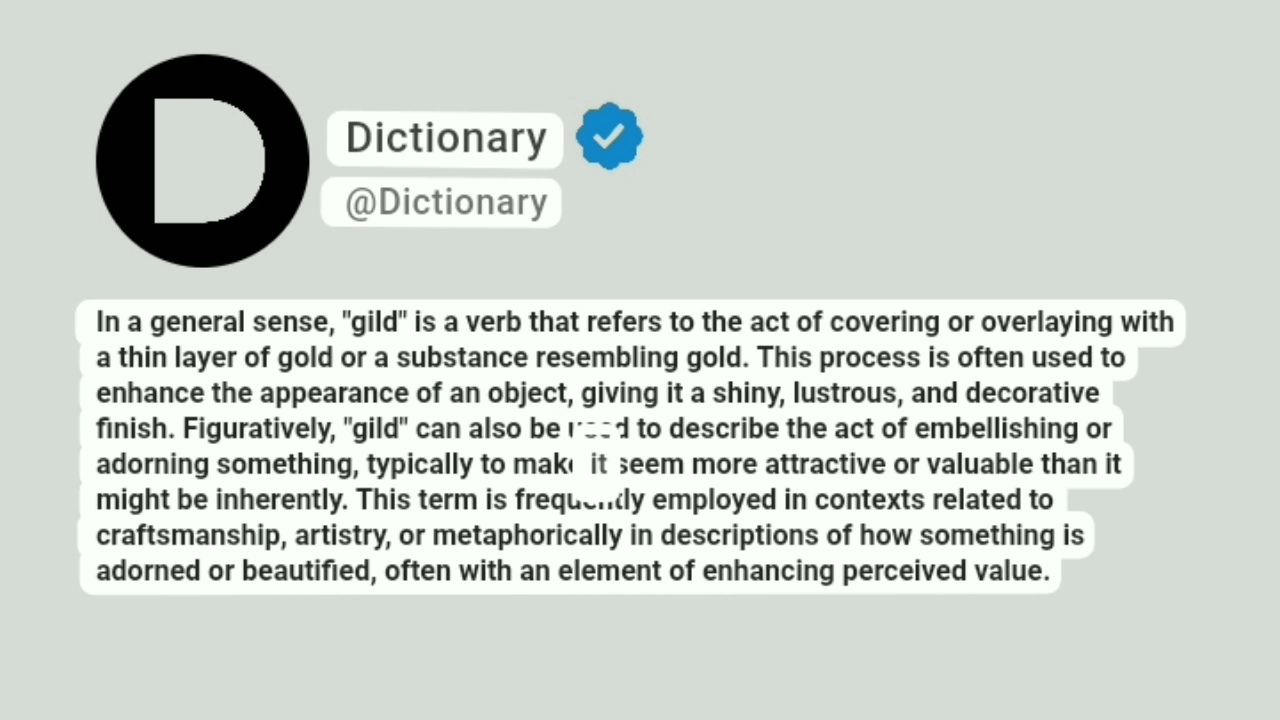 D
Dictionary
@Dictionary
In a general sense, "gild" is a verb that refers to the act of covering or overlaying with
a thin layer of gold or a substance resembling gold. This process is often used to
enhance the appearance of an object, giving it a shiny, lustrous, and decorative
finish. Figuratively, "gild" can also be used to describe the act of embellishing or
adorning something, typically to make it seem more attractive or valuable than it
might be inherently. This term is frequently employed in contexts related to
craftsmanship, artistry, or metaphorically in descriptions of how something is
adorned or beautified, often with an element of enhancing perceived value.